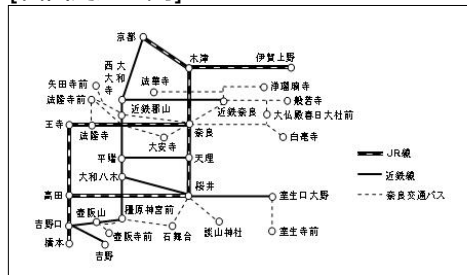 京都
木津
伊賀上野
西大大和寺
法華寺
浄瑠璃寺
矢田寺前
近鉄郡山
近鉄奈良
般若寺
法隆寺前
大仏殿春日大社前
王寺
法隆寺
奈良
白毫寺
大安寺
平端
天理
JR線
大和八木
近鉄線
高田
桜井
室生口大野
奈良交通バス
壺阪山
橿原神宮前
吉野口
壺阪寺前
石舞台
談山神社
室生寺前
橋本
吉野